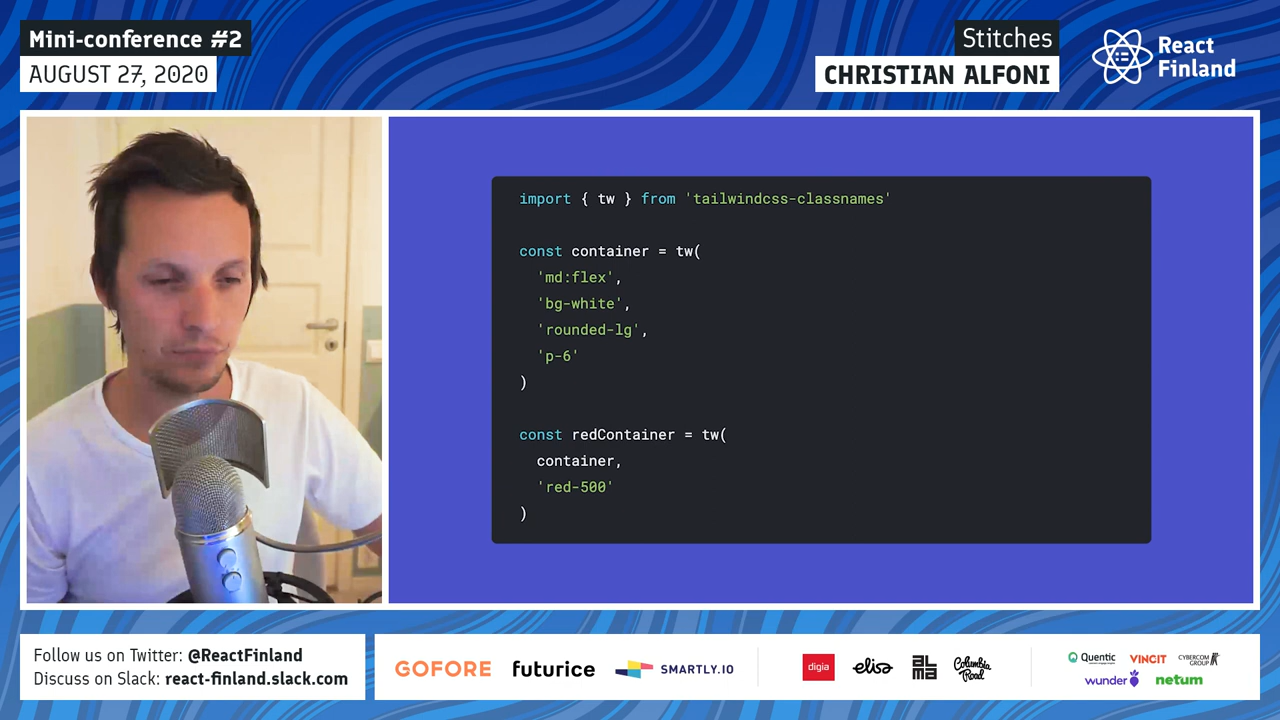 Mini-conference #2
AUGUST 27, 2020
Stitches
CHRISTIAN ALFONI
React
Finland
import { tw } from 'tailwindcss-classnames'
const container = tw(
'md:flex',
'bg-white',
'rounded-lg',
'p-6'
)
const redContainer = tw(
container,
'red-500'
)
Follow us on Twitter: @ReactFinland
Discuss on Slack: react-finland.slack.com
GOFORE
futurice
SMARTLY.IO
digia
elisa
ALMA
Columbia
Road
Quentic
VINCIT
CYBERCOM
GROUP
wunder
netum